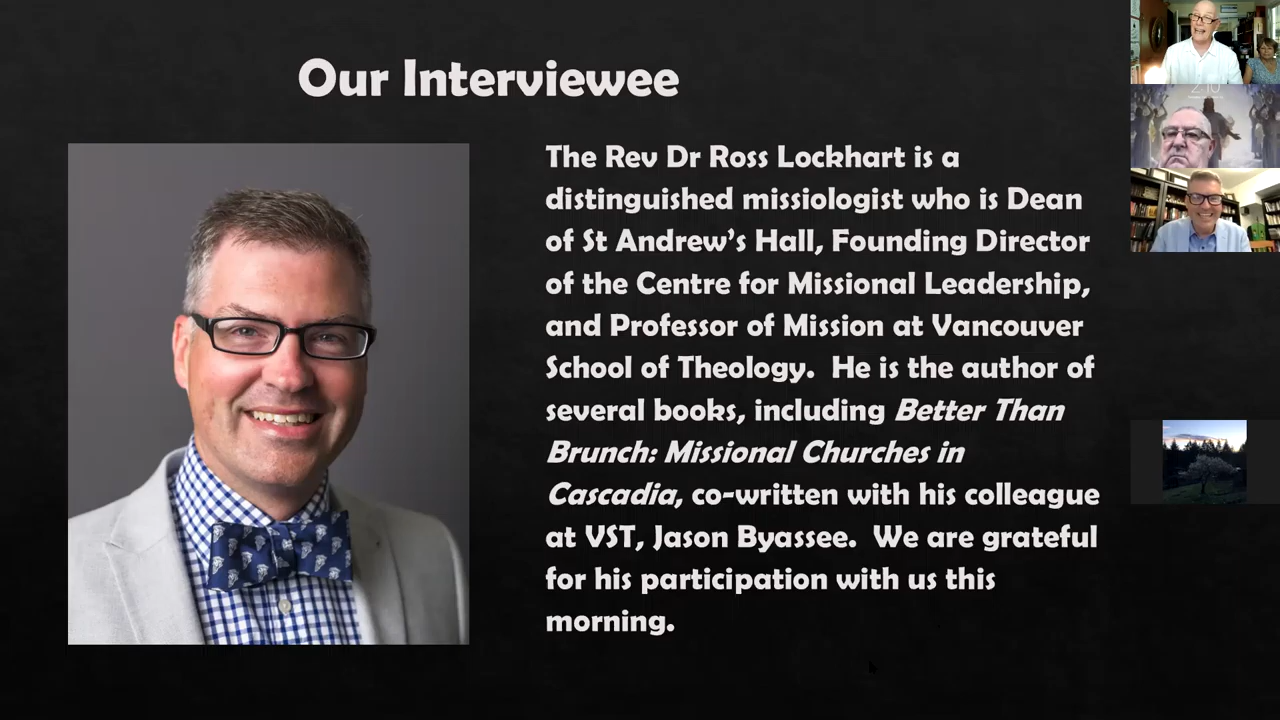 Our Interviewee
The Rev Dr Ross Lockhart is a
distinguished missiologist who is Dean
of St Andrew's Hall, Founding Director
of the Centre for Missional Leadership,
and Professor of Mission at Vancouver
School of Theology.  He is the author of
several books, including Better Than
Brunch: Missional Churches in
Cascadia, co-written with his colleague
at VST, Jason Byassee.  We are grateful
for his participation with us this
morning.
2:10